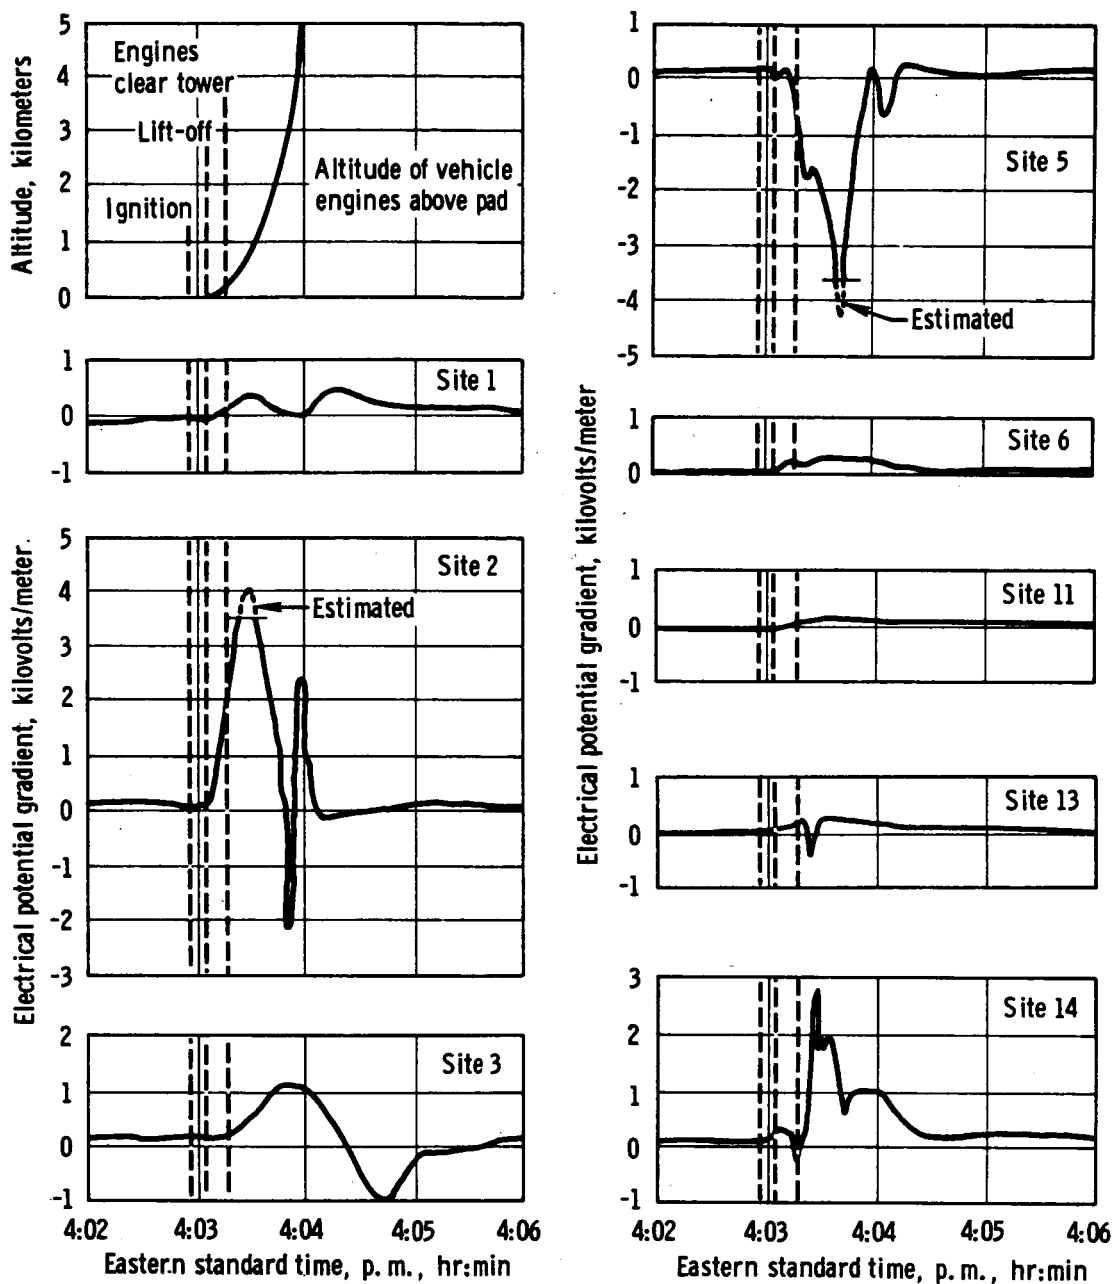 Altitude, kilometers
5
4
3
2
1
0
Engines
clear tower
Lift-off
Ignition
Altitude of vehicle
engines above pad
1
0
-1
Site 1
Electrical potential gradient, kilovolts/meter.
5
4
3
2
1
0
-1
-2
-3
Site 2
Estimated
2
1
0
-1
Site 3
4:02 4:03 4:04 4:05 4:06
Eastern standard time, p.m., hr:min
1
0
-1
-2
-3
-4
-5
Site 5
Estimated
Electrical potential gradient, kilovolts/meter
1
0
Site 6
1
0
-1
Site 11
1
0
-1
Site 13
3
2
1
0
-1
Site 14
4:02 4:03 4:04 4:05 4:06
Eastern standard time, p.m., hr:min